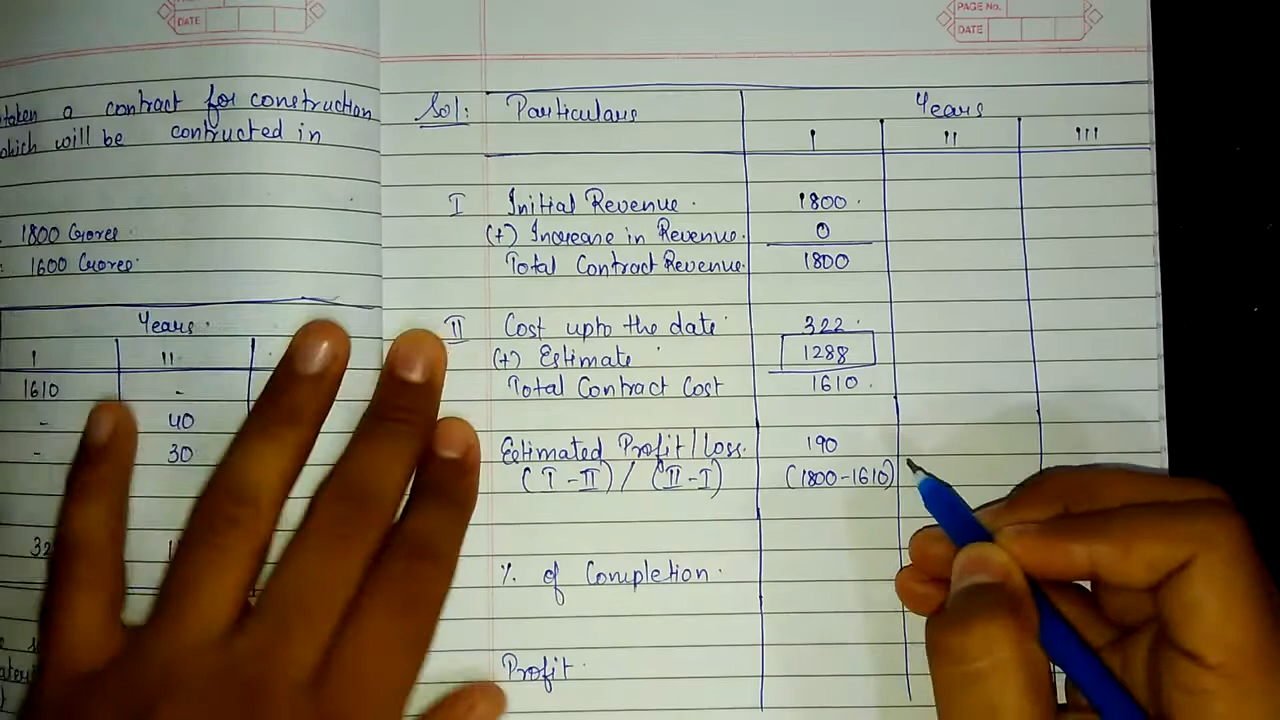 DATE
taken a contract for construction
which will be contructed in
1800 Crores.
: 1600 Crores.
Years.
I II
1610 -
- 40
- 30
32
PAGE No.
DATE
Sol: Particulars Years
I II III
I Initial Revenue. 1800.
(+) Increase in Revenue. 0
Total Contract Revenue. 1800
II Cost upto the date 322.
(+) Estimate 1288
Total Contract Cost 1610.
Estimated Profit/Loss. 190
(I-II)/(II-I) (1800-1610)
% of Completion.
Profit.